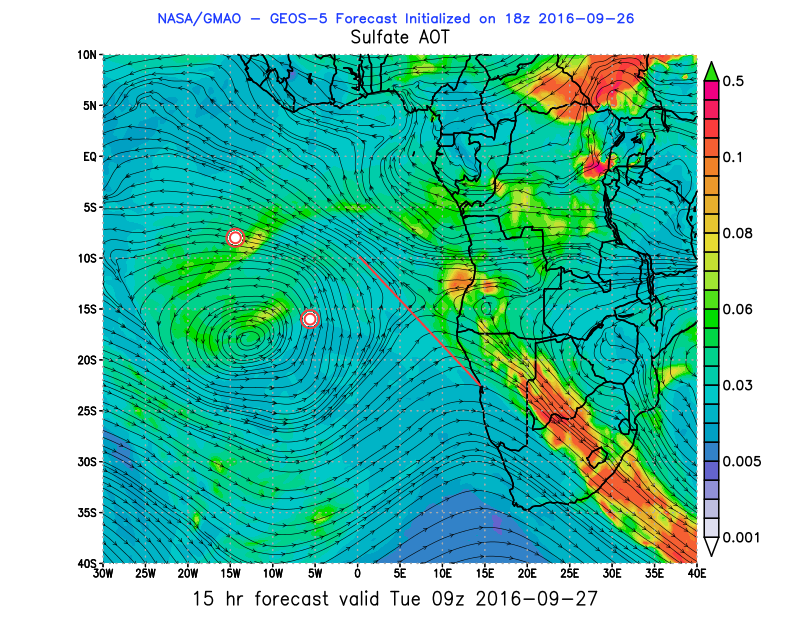 NASA/GMAO - GEOS-5 Forecast Initialized on 18z 2016-09-26
Sulfate AOT
10N
5N
EQ
5S
10S
15S
20S
25S
30S
35S
40S
30W 25W 20W 15W 10W 5W 0 5E 10E 15E 20E 25E 30E 35E 40E
0.5
0.1
0.08
0.06
0.03
0.005
0.001
15 hr forecast valid Tue 09z 2016-09-27